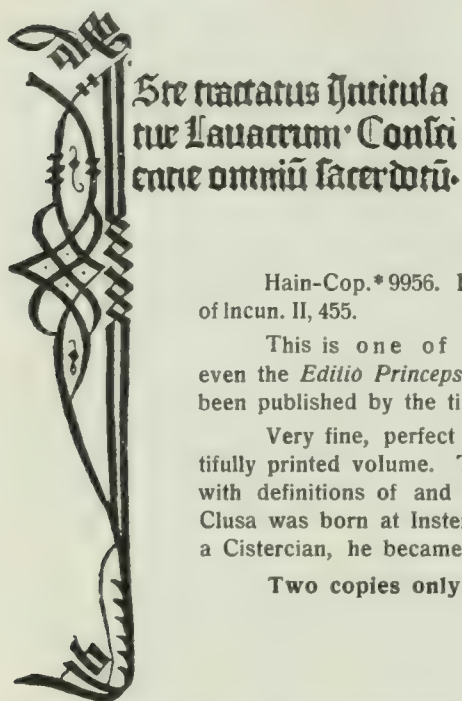 Ste tractatus Intitula
tur Lauacrum· Consci
entie omniū sacerdotū·
Hain-Cop.* 9956.
of Incun. II, 455.
This is one of
even the Editio Princeps
been published by the ti
Very fine, perfect
tifully printed volume. T
with definitions of and
Clusa was born at Inste
a Cistercian, he became
Two copies only